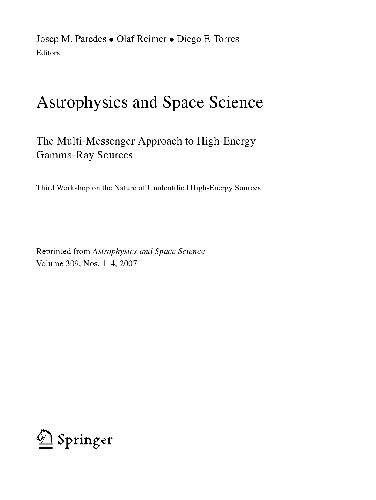 Josep M. Paredes • Olaf Reimer • Diego F. Torres
Editors
Astrophysics and Space Science
The Multi-Messenger Approach to High-Energy
Gamma-Ray Sources
Third Workshop on the Nature of Unidentified High-Energy Sources
Reprinted from Astrophysics and Space Science
Volume 309, Nos. 1–4, 2007
Springer